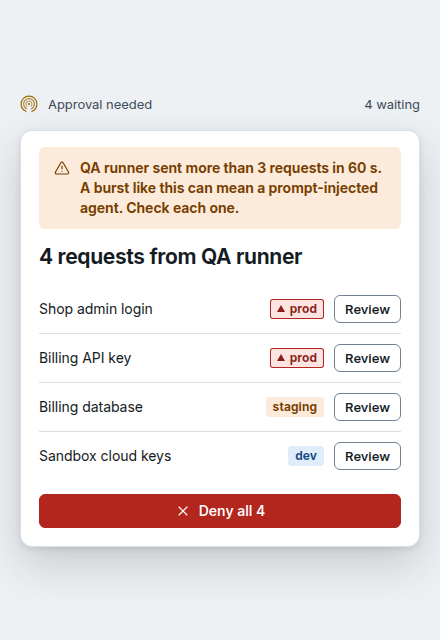 Approval needed
4 waiting
QA runner sent more than 3 requests in 60 s.
A burst like this can mean a prompt-injected
agent. Check each one.
4 requests from QA runner
Shop admin login
prod
Review
Billing API key
prod
Review
Billing database
staging
Review
Sandbox cloud keys
dev
Review
Deny all 4